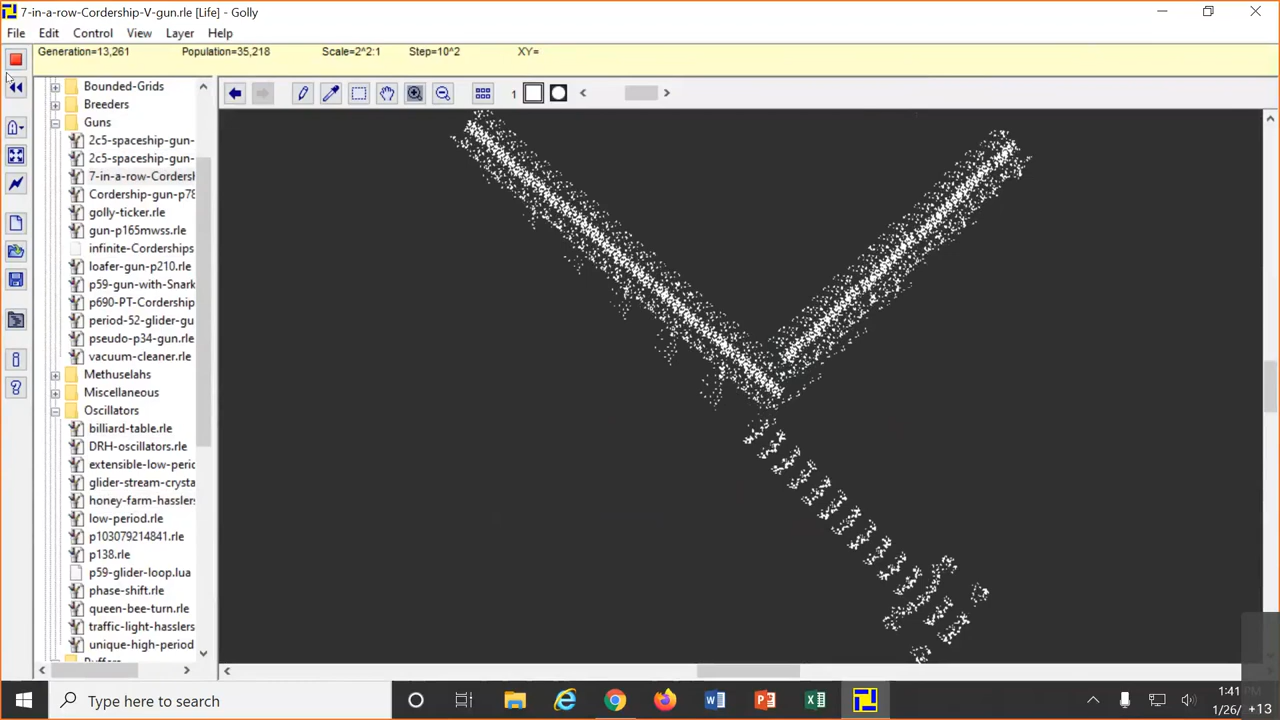 7-in-a-row-Cordership-V-gun.rle [Life] - Golly
File Edit Control View Layer Help
Generation=13,261 Population=35,218 Scale=2^2:1 Step=10^2 XY=
1
Bounded-Grids
Breeders
Guns
2c5-spaceship-gun-
2c5-spaceship-gun-
7-in-a-row-Cordersh
Cordership-gun-p78
golly-ticker.rle
gun-p165mwss.rle
infinite-Corderships
loafer-gun-p210.rle
p59-gun-with-Snark
p690-PT-Cordership
period-52-glider-gu
pseudo-p34-gun.rle
vacuum-cleaner.rle
Methuselahs
Miscellaneous
Oscillators
billiard-table.rle
DRH-oscillators.rle
extensible-low-peric
glider-stream-crysta
honey-farm-hasslers
low-period.rle
p103079214841.rle
p138.rle
p59-glider-loop.lua
phase-shift.rle
queen-bee-turn.rle
traffic-light-hasslers
unique-high-period
Type here to search
1:41 PM
1/26/ +13